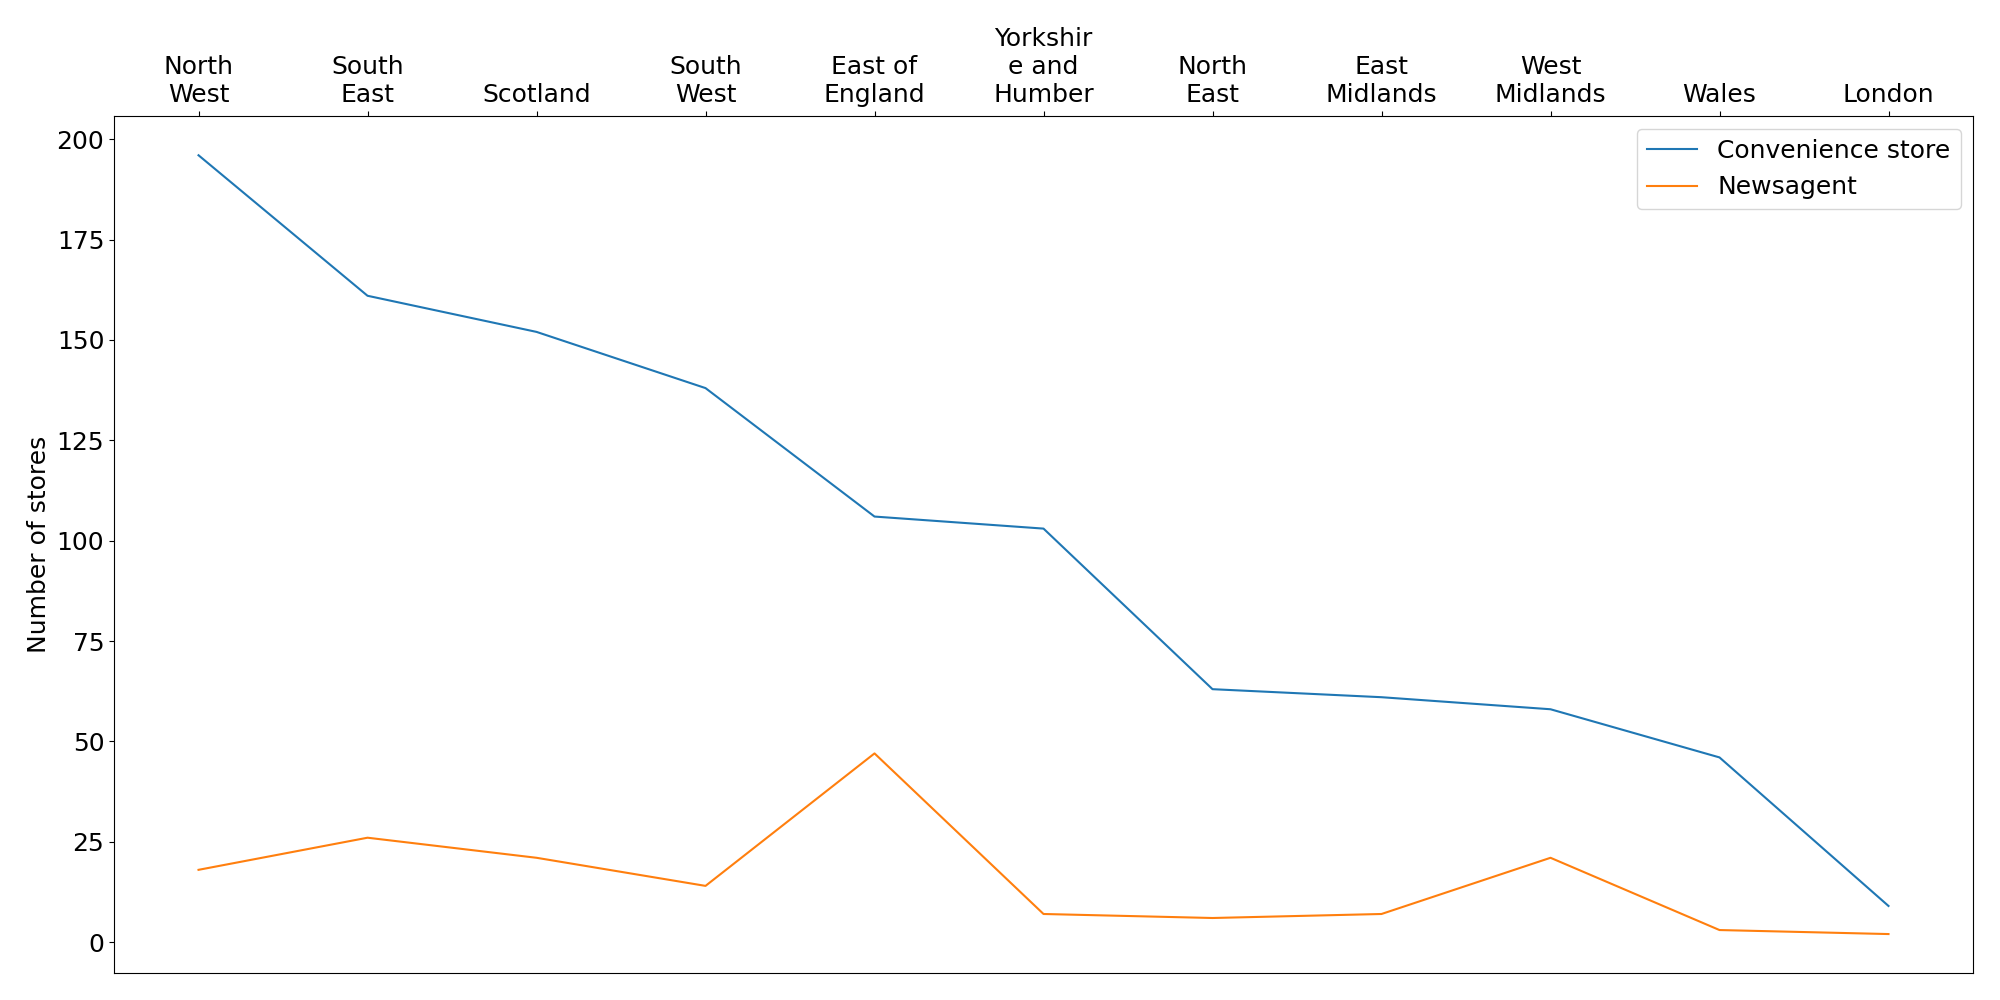 North
West
South
East
Scotland
South
West
East of
England
Yorkshir
e and
Humber
North
East
East
Midlands
West
Midlands
Wales
London
200
175
150
125
100
75
50
25
0
Number of stores
Convenience store
Newsagent